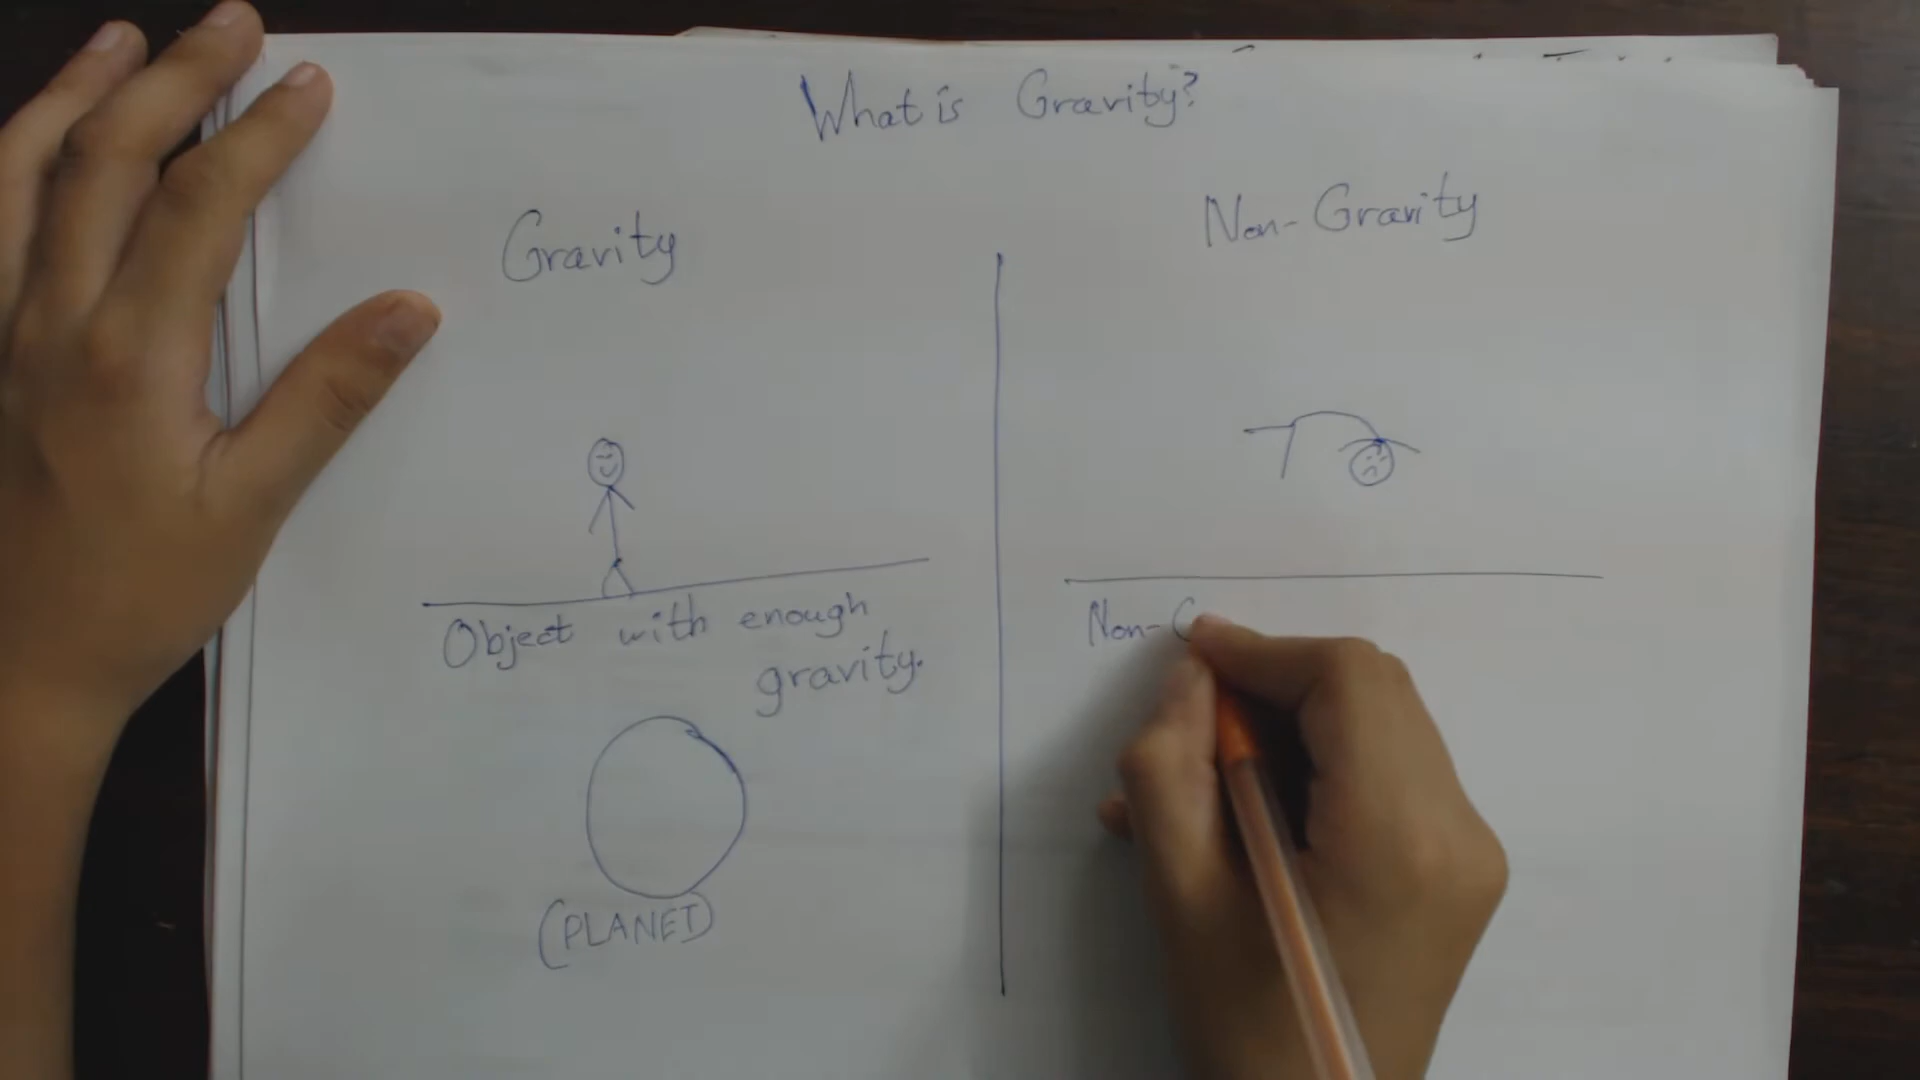 What is Gravity?
Gravity
Non-Gravity
Object with enough
gravity.
(PLANET)
Non-G